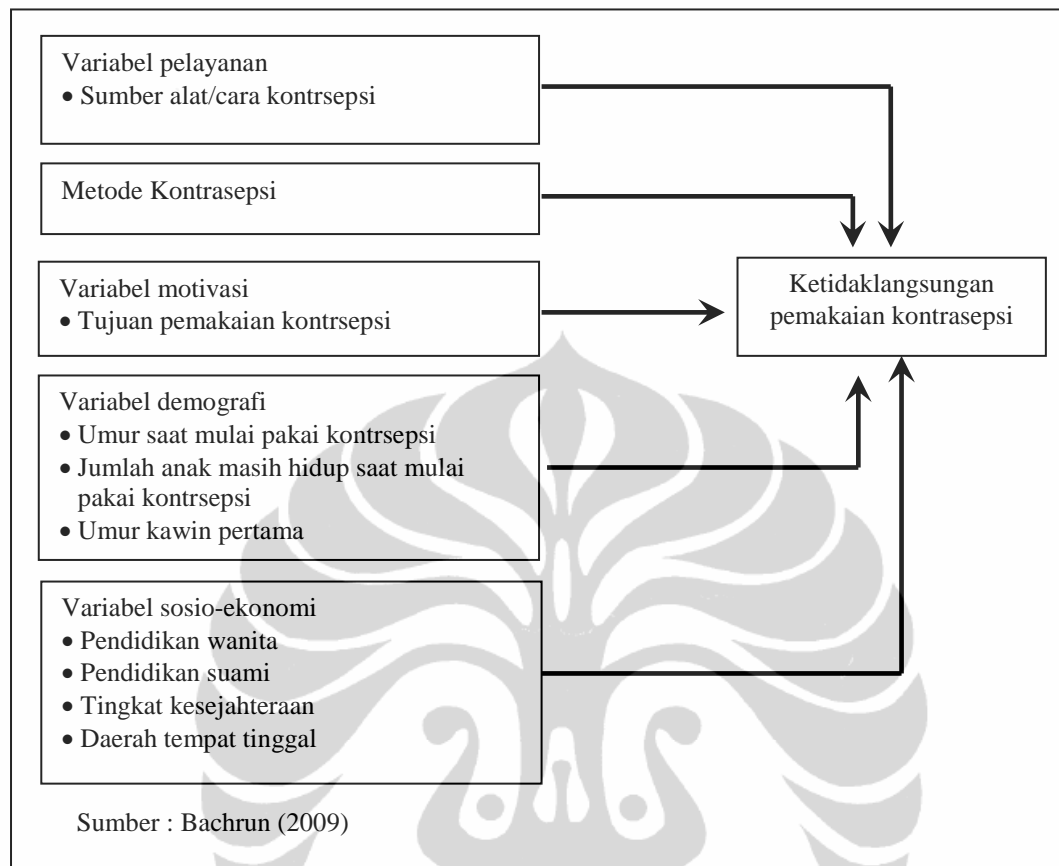 Variabel pelayanan
• Sumber alat/cara kontrsepsi
Metode Kontrasepsi
Variabel motivasi
• Tujuan pemakaian kontrsepsi
Variabel demografi
• Umur saat mulai pakai kontrsepsi
• Jumlah anak masih hidup saat mulai
pakai kontrsepsi
• Umur kawin pertama
Variabel sosio-ekonomi
• Pendidikan wanita
• Pendidikan suami
• Tingkat kesejahteraan
• Daerah tempat tinggal
Ketidaklangsungan
pemakaian kontrasepsi
Sumber : Bachrun (2009)